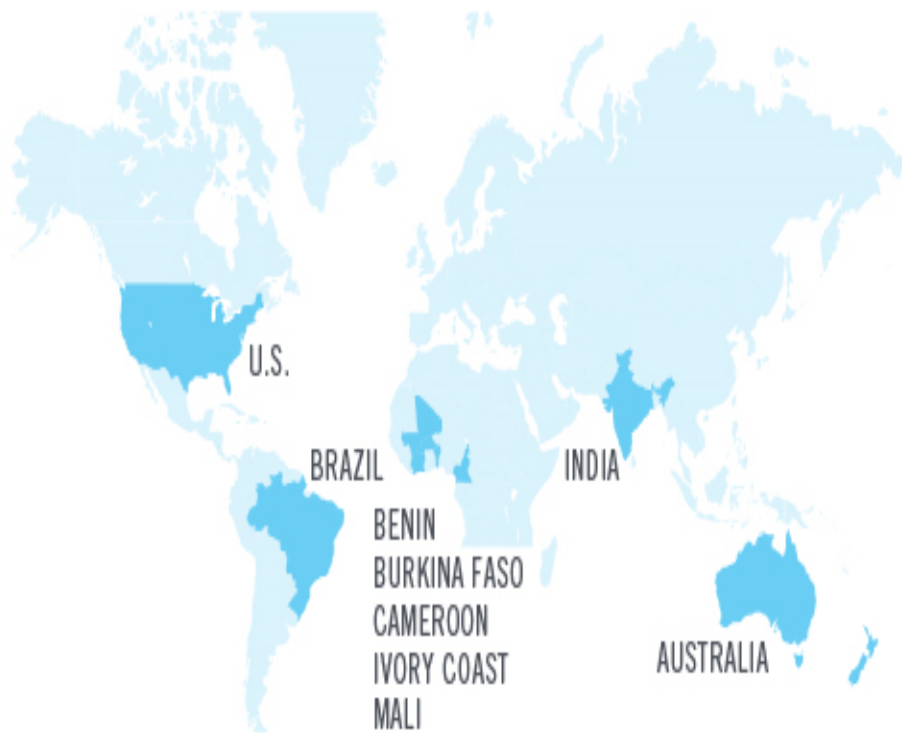 U.S.
BRAZIL
INDIA
BENIN
BURKINA FASO
CAMEROON
IVORY COAST
MALI
AUSTRALIA